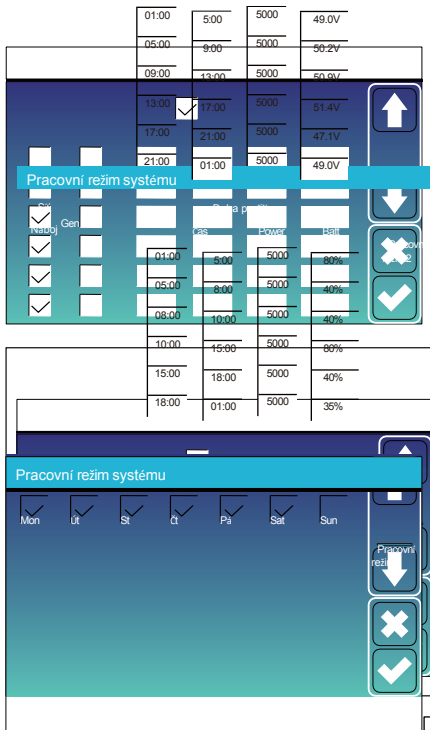 01:00 5:00 5000 49.0V
05:00 9:00 5000 50.2V
09:00 13:00 5000 50.9V
13:00 17:00 5000 51.4V
17:00 21:00 5000 47.1V
21:00 01:00 5000 49.0V
Pracovní režim systému
Gen
Náboj
Čas Power Batt
01:00 5:00 5000 80%
05:00 8:00 5000 40%
08:00 10:00 5000 40%
10:00 15:00 5000 80%
15:00 18:00 5000 40%
18:00 01:00 5000 35%
Pracovní režim systému
Mon Út St Čt Pá Sat Sun
Pracovní